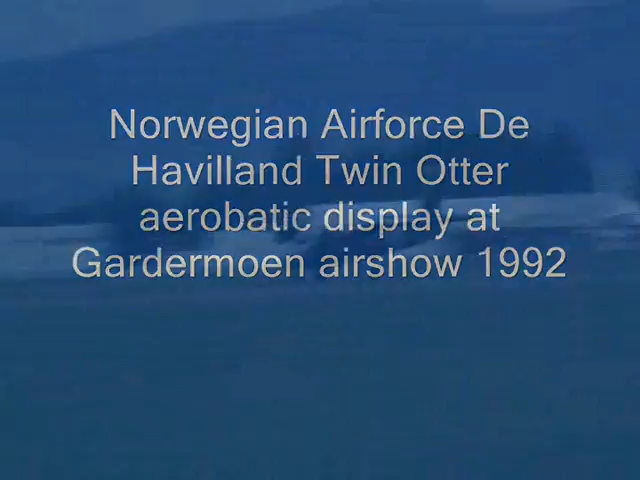 Norwegian Airforce De
Havilland Twin Otter
aerobatic display at
Gardermoen airshow 1992